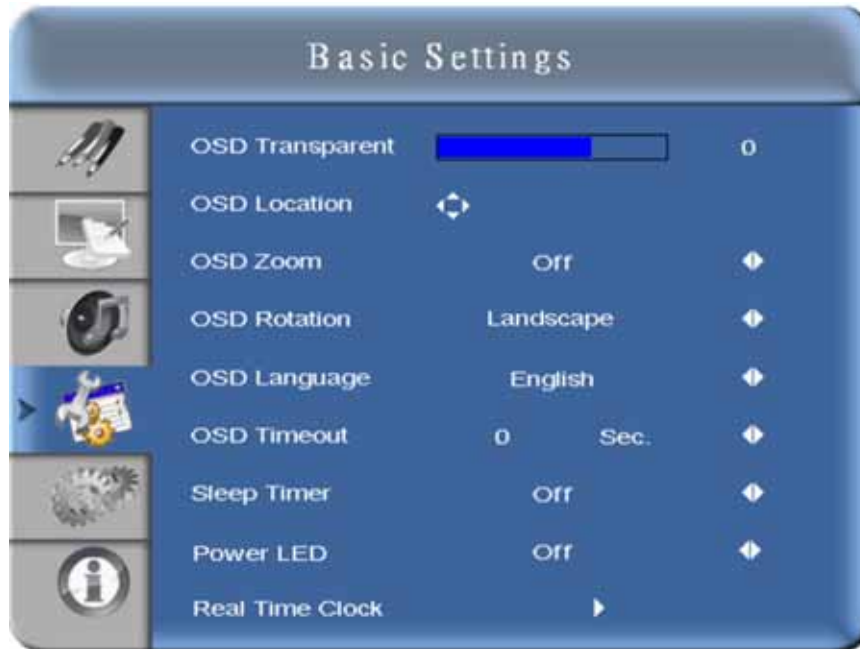 Basic Settings
OSD Transparent 0
OSD Location
OSD Zoom Off
OSD Rotation Landscape
OSD Language English
OSD Timeout 0 Sec.
Sleep Timer Off
Power LED Off
Real Time Clock